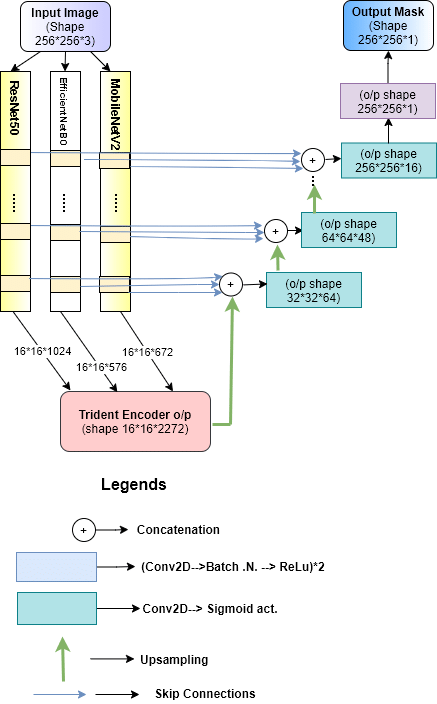 Input Image
(Shape
256*256*3)
Output Mask
(Shape
256*256*1)
ResNet50
EfficientNetB0
MobileNetV2
(o/p shape
256*256*1)
+
(o/p shape
256*256*16)
......
......
......
...
+
(o/p shape
64*64*48)
+
(o/p shape
32*32*64)
16*16*1024
16*16*576
16*16*672
Trident Encoder o/p
(shape 16*16*2272)
Legends
+
Concatenation
(Conv2D-->Batch .N. --> ReLu)*2
Conv2D--> Sigmoid act.
Upsampling
Skip Connections